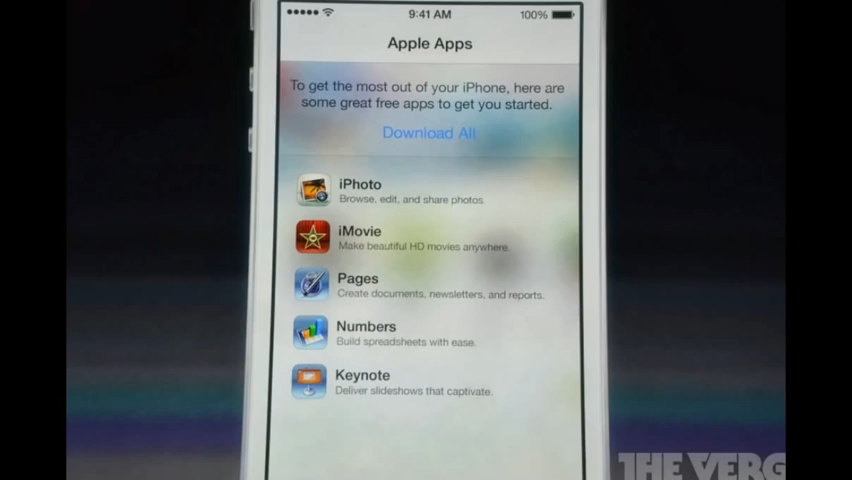 9:41 AM
100%
Apple Apps
To get the most out of your iPhone, here are
some great free apps to get you started.
Download All
iPhoto
Browse, edit, and share photos.
iMovie
Make beautiful HD movies anywhere.
Pages
Create documents, newsletters, and reports.
Numbers
Build spreadsheets with ease.
Keynote
Deliver slideshows that captivate.
THE VERG